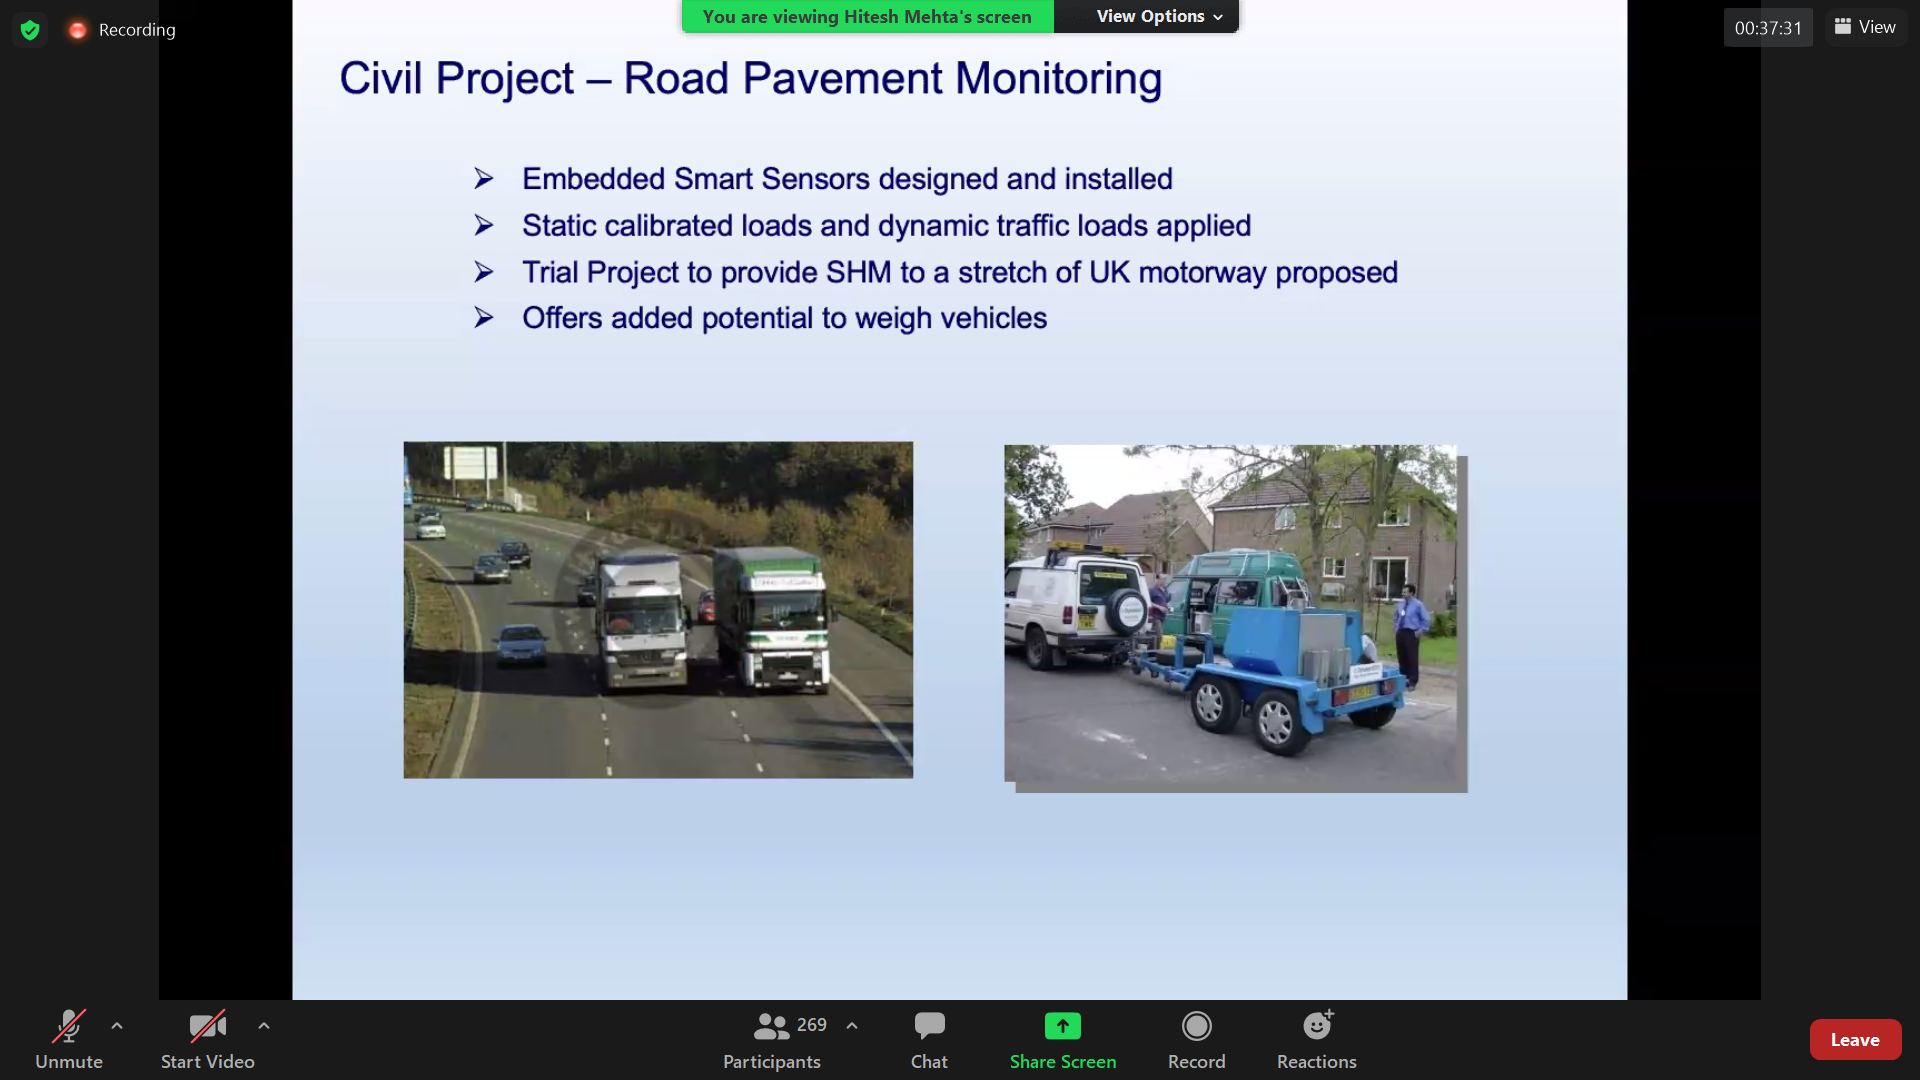 Recording
You are viewing Hitesh Mehta's screen
View Options
00:37:31
View
Civil Project – Road Pavement Monitoring
Embedded Smart Sensors designed and installed
Static calibrated loads and dynamic traffic loads applied
Trial Project to provide SHM to a stretch of UK motorway proposed
Offers added potential to weigh vehicles
Unmute
Start Video
269
Participants
Chat
Share Screen
Record
Reactions
Leave